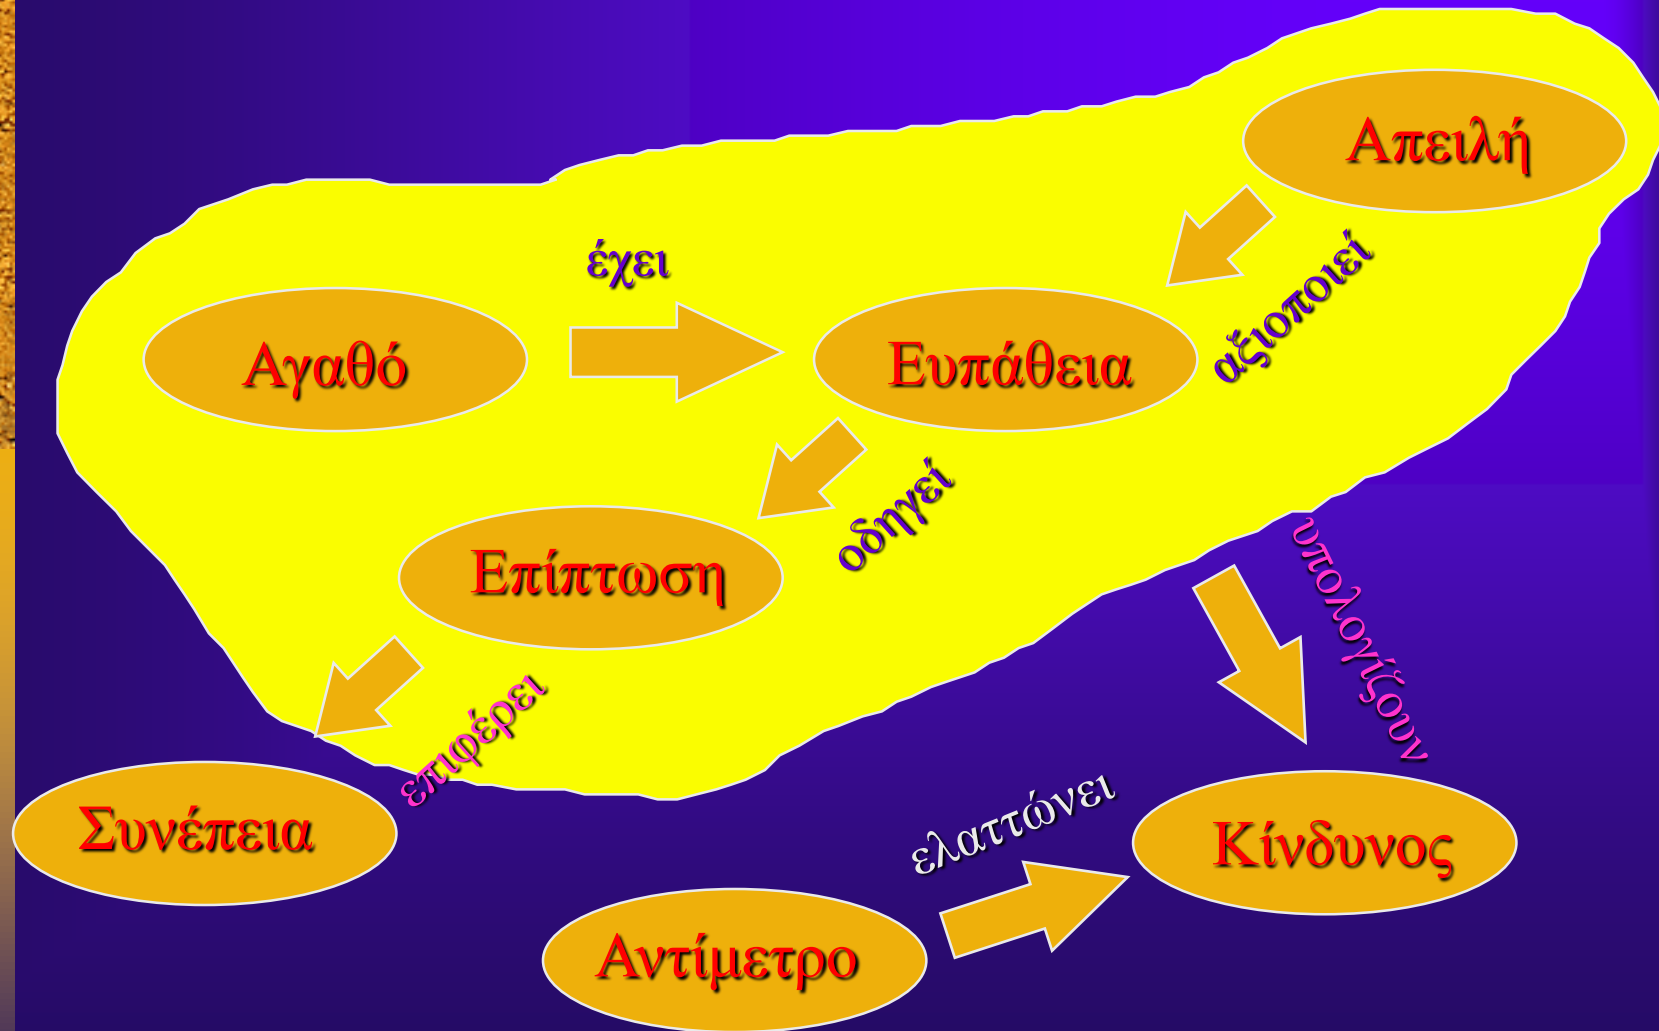 Απειλή
έχει
αξιοποιεί
Αγαθό
Ευπάθεια
οδηγεί
Επίπτωση
υπολογίζουν
επιφέρει
Συνέπεια
ελαττώνει
Κίνδυνος
Αντίμετρο